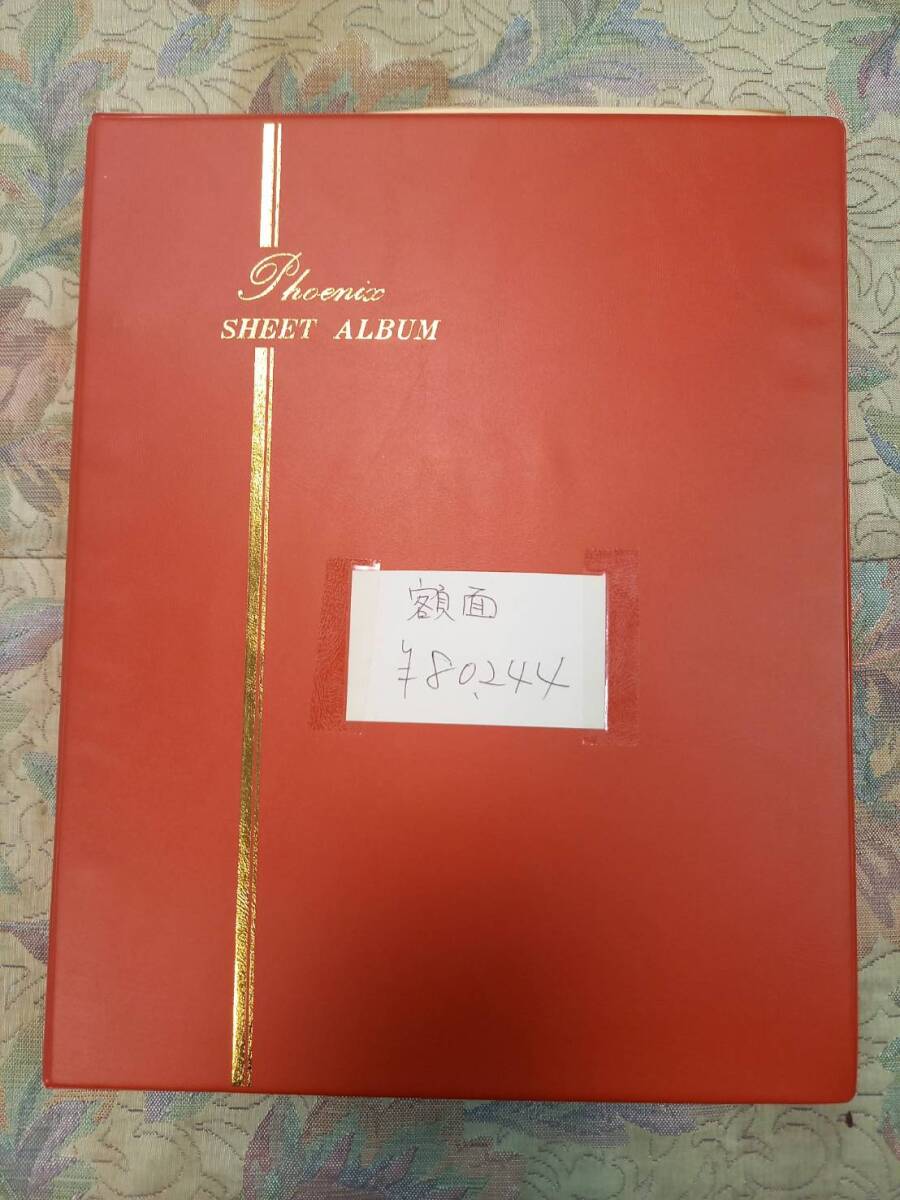 Phoenix
SHEET ALBUM
額面
¥80,244